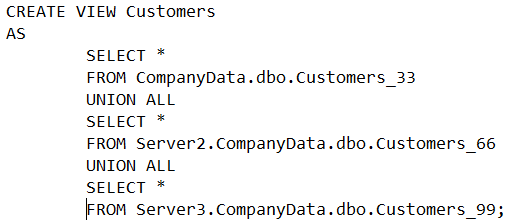 CREATE VIEW Customers
AS
SELECT *
FROM CompanyData.dbo.Customers_33
UNION ALL
SELECT *
FROM Server2.CompanyData.dbo.Customers_66
UNION ALL
SELECT *
FROM Server3.CompanyData.dbo.Customers_99;